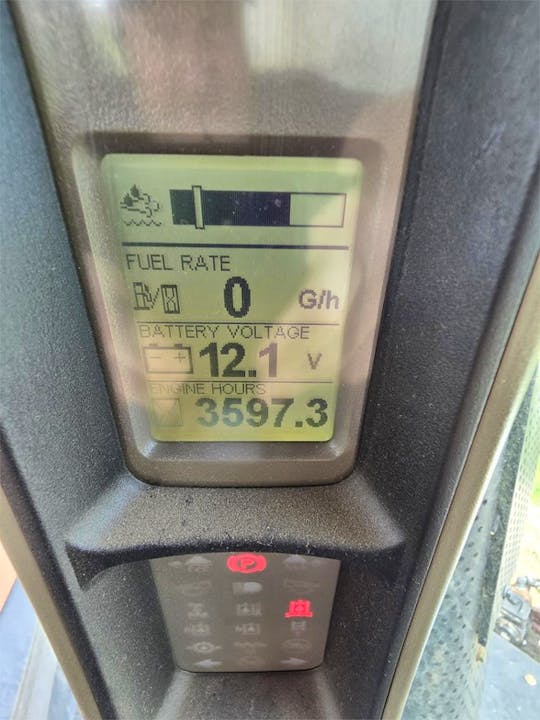 FUEL RATE
0 G/h
BATTERY VOLTAGE
- + 12.1 V
ENGINE HOURS
3597.3
P